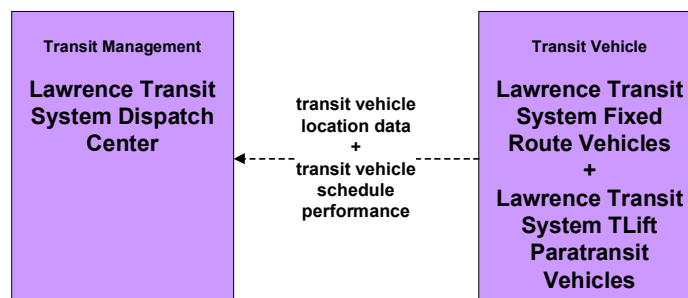 Transit Management
Lawrence Transit
System Dispatch
Center
transit vehicle
location data
+
transit vehicle
schedule
performance
Transit Vehicle
Lawrence Transit
System Fixed
Route Vehicles
+
Lawrence Transit
System TLift
Paratransit
Vehicles